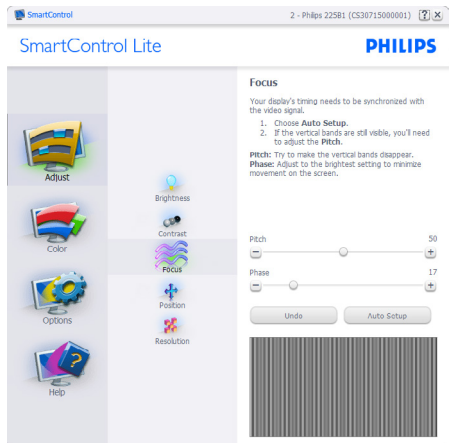 SmartControl
2 - Philips 225B1 (CS30715000001)
SmartControl Lite
PHILIPS
Adjust
Color
Options
Help
Brightness
Contrast
Focus
Position
Resolution
Focus
Your display's timing needs to be synchronized with
the video signal.
1. Choose Auto Setup.
2. If the vertical bands are still visible, you'll need
to adjust the Pitch.
Pitch: Try to make the vertical bands disappear.
Phase: Adjust to the brightest setting to minimize
movement on the screen.
Pitch 50
Phase 17
Undo
Auto Setup